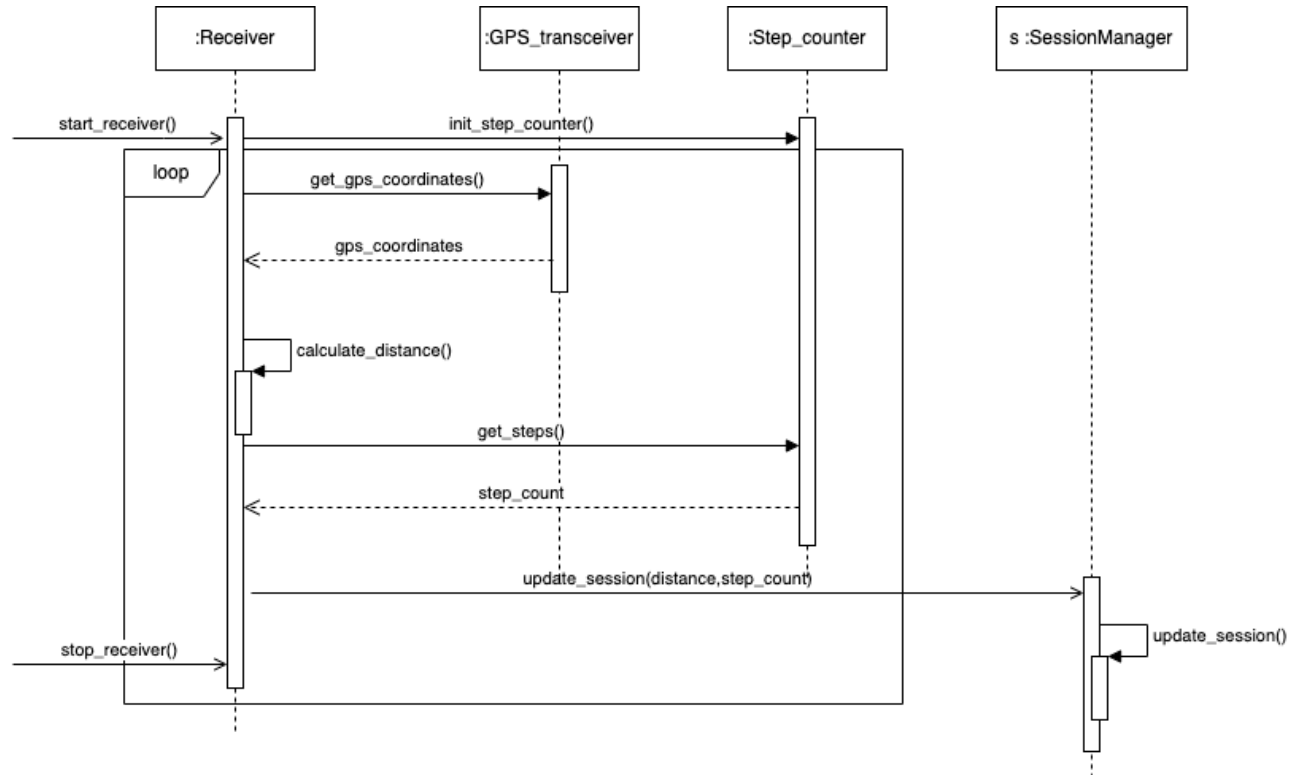 :Receiver
:GPS_transceiver
:Step_counter
s :SessionManager
start_receiver()
init_step_counter()
loop
get_gps_coordinates()
gps_coordinates
calculate_distance()
get_steps()
step_count
update_session(distance,step_count)
update_session()
stop_receiver()